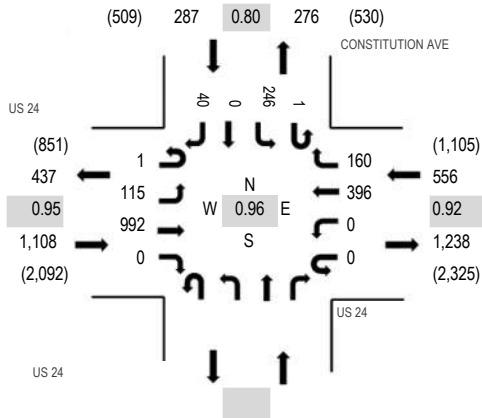 (509) 287 0.80 276 (530)
CONSTITUTION AVE
40 0 246 1
US 24
(851) (1,105)
1 160
437 556
115 396
N
0.95 W 0.96 E 0.92
992 0
S
1,108 1,238
0 0
(2,092) (2,325)
US 24
US 24